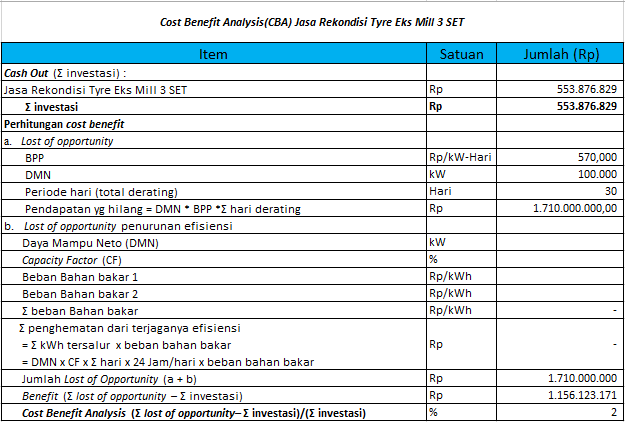 Cost Benefit Analysis(CBA) Jasa Rekondisi Tyre Eks Mill 3 SET
Item Satuan Jumlah (Rp)
Cash Out (Σ investasi) :
Jasa Rekondisi Tyre Eks Mill 3 SET Rp 553.876.829
Σ investasi Rp 553.876.829
Perhitungan cost benefit
a. Lost of opportunity
BPP Rp/kW-Hari 570,000
DMN kW 100.000
Periode hari (total derating) Hari 30
Pendapatan yg hilang = DMN * BPP *Σ hari derating Rp 1.710.000.000,00
b. Lost of opportunity penurunan efisiensi
Daya Mampu Neto (DMN) kW
Capacity Factor (CF) %
Beban Bahan bakar 1 Rp/kWh
Beban Bahan bakar 2 Rp/kWh
Σ beban Bahan bakar Rp/kWh -
Σ penghematan dari terjaganya efisiensi
= Σ kWh tersalur x beban bahan bakar Rp -
= DMN x CF x Σ hari x 24 Jam/hari x beban bahan bakar
Jumlah Lost of Opportunity (a + b) Rp 1.710.000.000
Benefit (Σ lost of opportunity – Σ investasi) Rp 1.156.123.171
Cost Benefit Analysis (Σ lost of opportunity– Σ investasi)/(Σ investasi) % 2